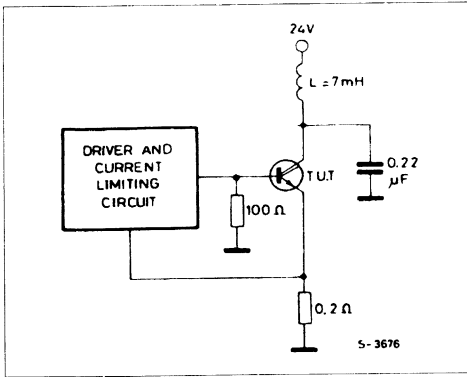 24V
L = 7mH
DRIVER AND
CURRENT
LIMITING
CIRCUIT
T.U.T
0.22
µF
100 Ω
0.2 Ω
S-3676